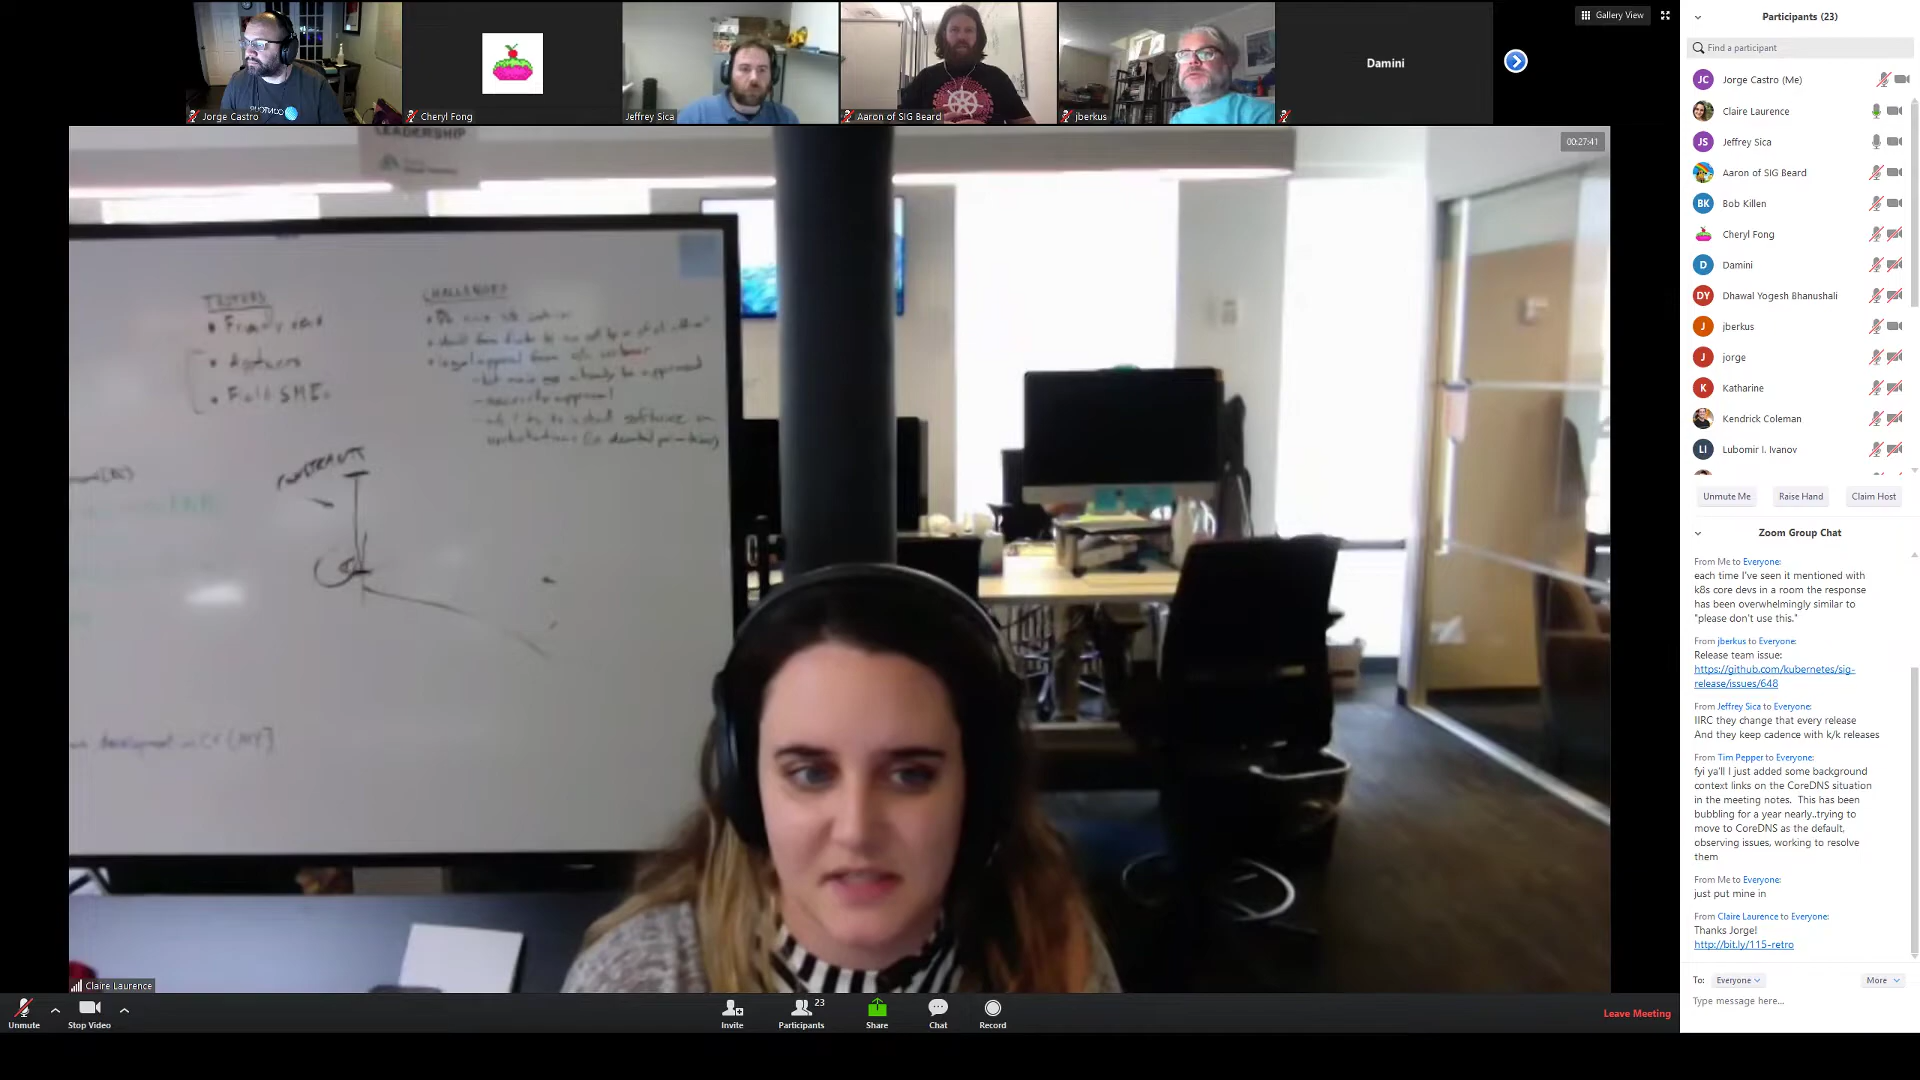 Gallery View
Jorge Castro
Cheryl Fong
Jeffrey Sica
Aaron of SIG Beard
jberkus
Damini
LEADERSHIP
00:27:41
CHALLENGES
Claire Laurence
Unmute
Stop Video
Invite
23
Participants
Share
Chat
Record
Leave Meeting
Participants (23)
Find a participant
JC Jorge Castro (Me)
Claire Laurence
JS Jeffrey Sica
Aaron of SIG Beard
BK Bob Killen
Cheryl Fong
D Damini
DY Dhawal Yogesh Bhanushali
J jberkus
J jorge
K Katharine
Kendrick Coleman
LI Lubomir I. Ivanov
Unmute Me
Raise Hand
Claim Host
Zoom Group Chat
From Me to Everyone:
each time I've seen it mentioned with
k8s core devs in a room the response
has been overwhelmingly similar to
"please don't use this."
From jberkus to Everyone:
Release team issue:
https://github.com/kubernetes/sig-
release/issues/648
From Jeffrey Sica to Everyone:
IIRC they change that every release
And they keep cadence with k/k releases
From Tim Pepper to Everyone:
fyi ya'll I just added some background
context links on the CoreDNS situation
in the meeting notes.  This has been
bubbling for a year nearly..trying to
move to CoreDNS as the default,
observing issues, working to resolve
them
From Me to Everyone:
just put mine in
From Claire Laurence to Everyone:
Thanks Jorge!
http://bit.ly/115-retro
To: Everyone
More
Type message here...